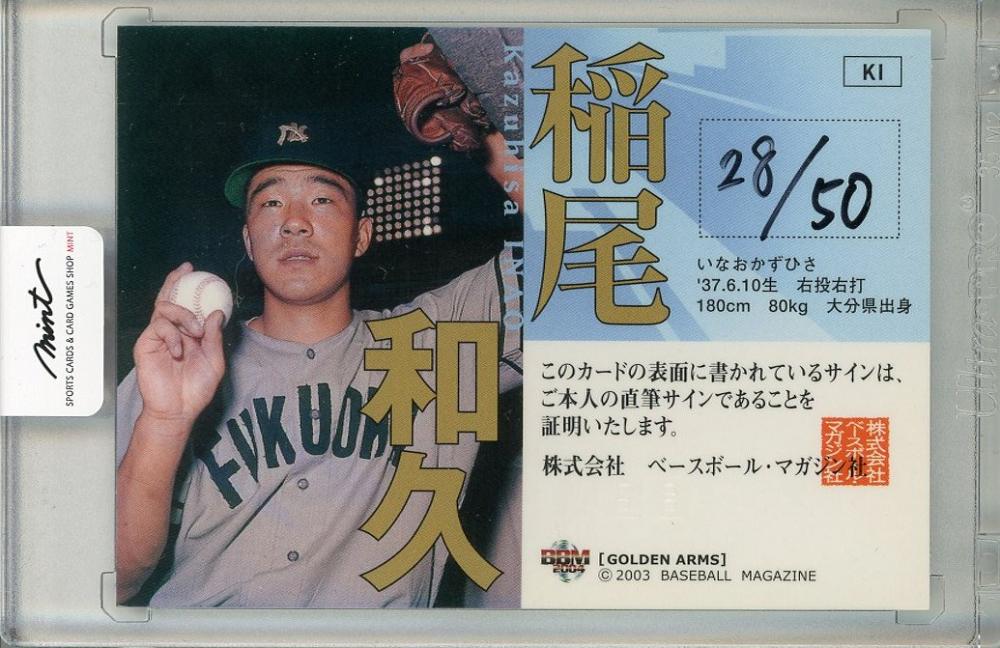 稲尾
和久
Kazuhisa INAO
FUKUO
KI
28/50
いなおかずひさ
'37.6.10生 右投右打
180cm 80kg 大分県出身
このカードの表面に書かれているサインは、
ご本人の直筆サインであることを
証明いたします。
株式会社 ベースボール・マガジン社
株式会社
ベースボール・
マガジン社
BBM
2004
[GOLDEN ARMS]
© 2003 BASEBALL MAGAZINE
mint
SPORTS CARDS & CARD GAMES SHOP MINT